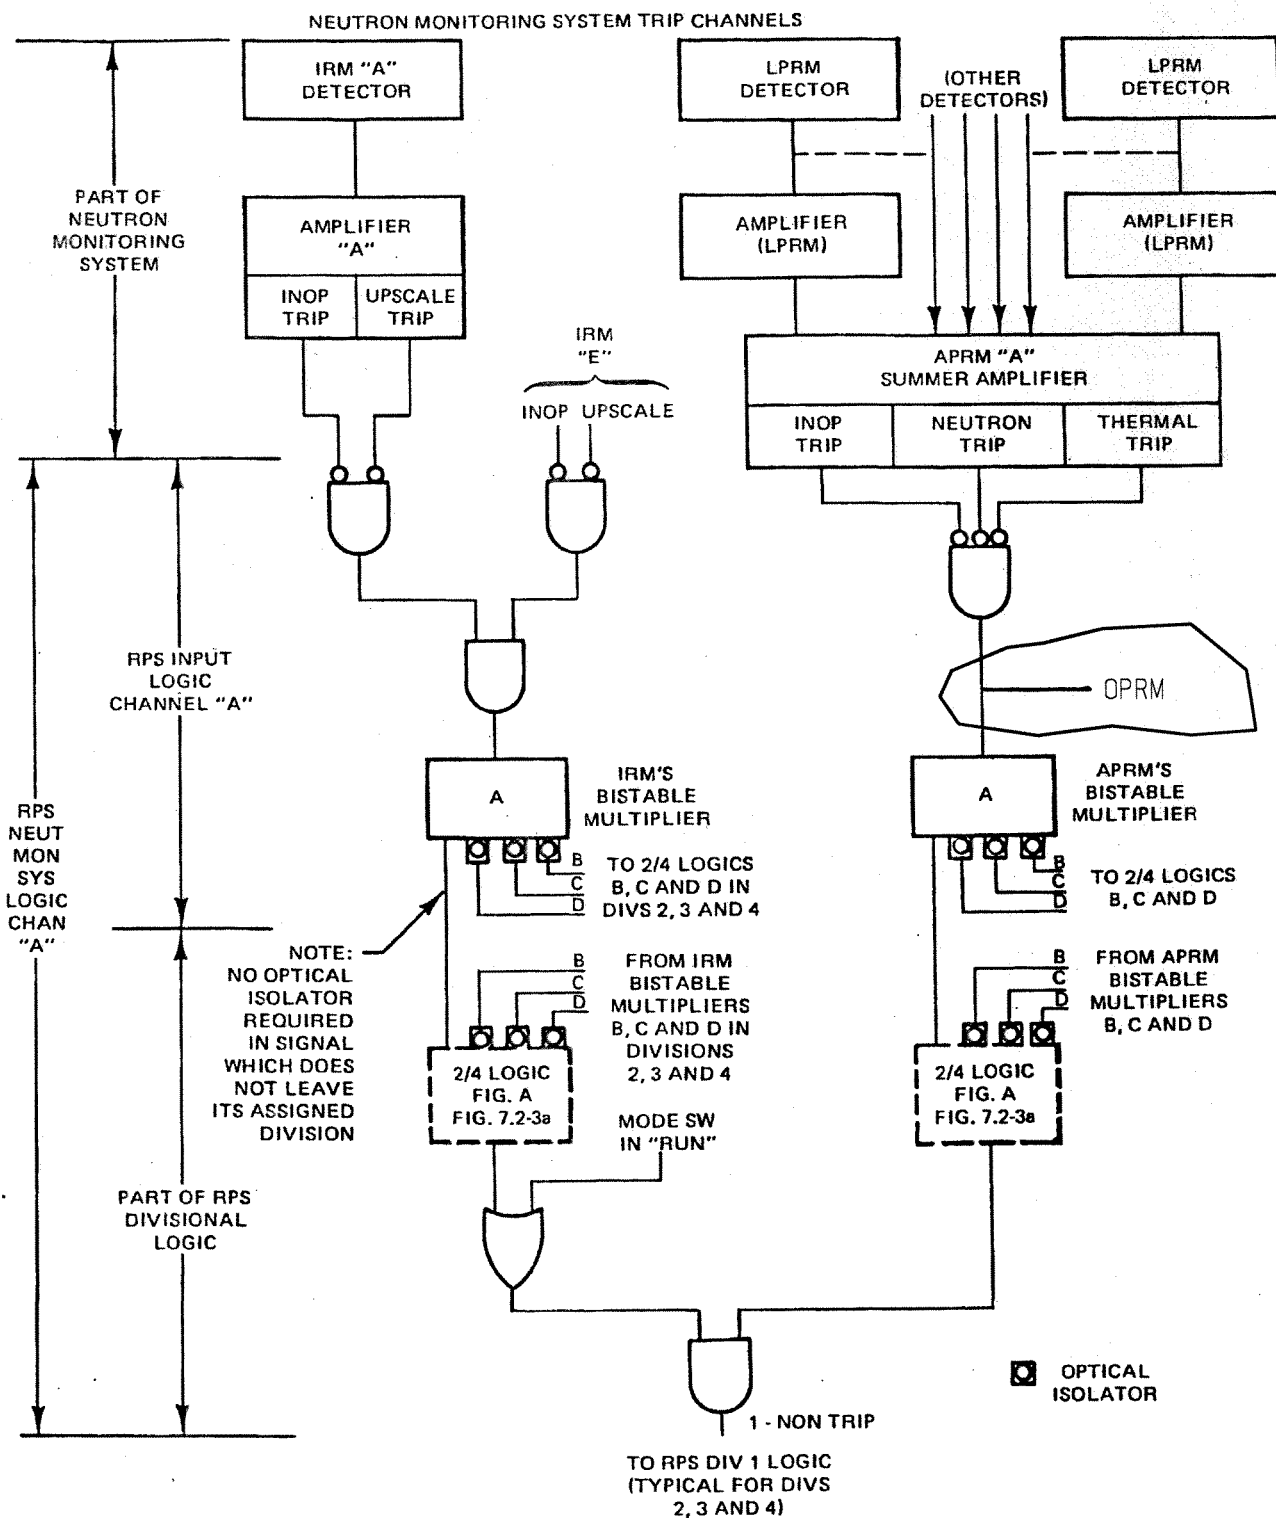 NEUTRON MONITORING SYSTEM TRIP CHANNELS
IRM "A"
DETECTOR
LPRM
DETECTOR
(OTHER
DETECTORS)
LPRM
DETECTOR
PART OF
NEUTRON
MONITORING
SYSTEM
AMPLIFIER
"A"
INOP
TRIP
UPSCALE
TRIP
AMPLIFIER
(LPRM)
AMPLIFIER
(LPRM)
IRM
"E"
INOP UPSCALE
APRM "A"
SUMMER AMPLIFIER
INOP
TRIP
NEUTRON
TRIP
THERMAL
TRIP
RPS INPUT
LOGIC
CHANNEL "A"
OPRM
RPS
NEUT
MON
SYS
LOGIC
CHAN
"A"
A
IRM'S
BISTABLE
MULTIPLIER
A
APRM'S
BISTABLE
MULTIPLIER
B
C
D
TO 2/4 LOGICS
B, C AND D IN
DIVS 2, 3 AND 4
B
C
D
TO 2/4 LOGICS
B, C AND D
NOTE:
NO OPTICAL
ISOLATOR
REQUIRED
IN SIGNAL
WHICH DOES
NOT LEAVE
ITS ASSIGNED
DIVISION
B
C
D
FROM IRM
BISTABLE
MULTIPLIERS
B, C AND D IN
DIVISIONS
2, 3 AND 4
B
C
D
FROM APRM
BISTABLE
MULTIPLIERS
B, C AND D
2/4 LOGIC
FIG. A
FIG. 7.2-3a
2/4 LOGIC
FIG. A
FIG. 7.2-3a
MODE SW
IN "RUN"
PART OF RPS
DIVISIONAL
LOGIC
OPTICAL
ISOLATOR
1 - NON TRIP
TO RPS DIV 1 LOGIC
(TYPICAL FOR DIVS
2, 3 AND 4)